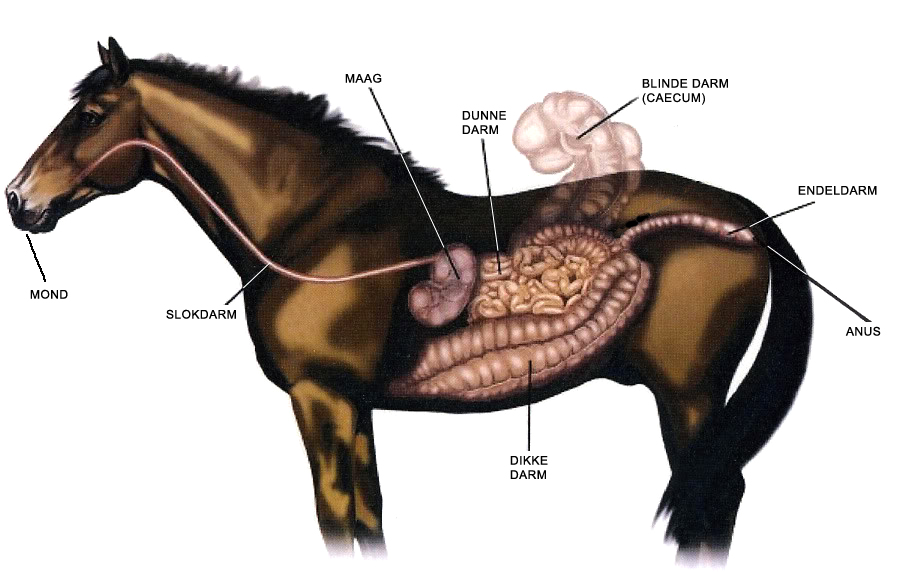 MAAG
BLINDE DARM
(CAECUM)
DUNNE
DARM
ENDELDARM
MOND
SLOKDARM
ANUS
DIKKE
DARM